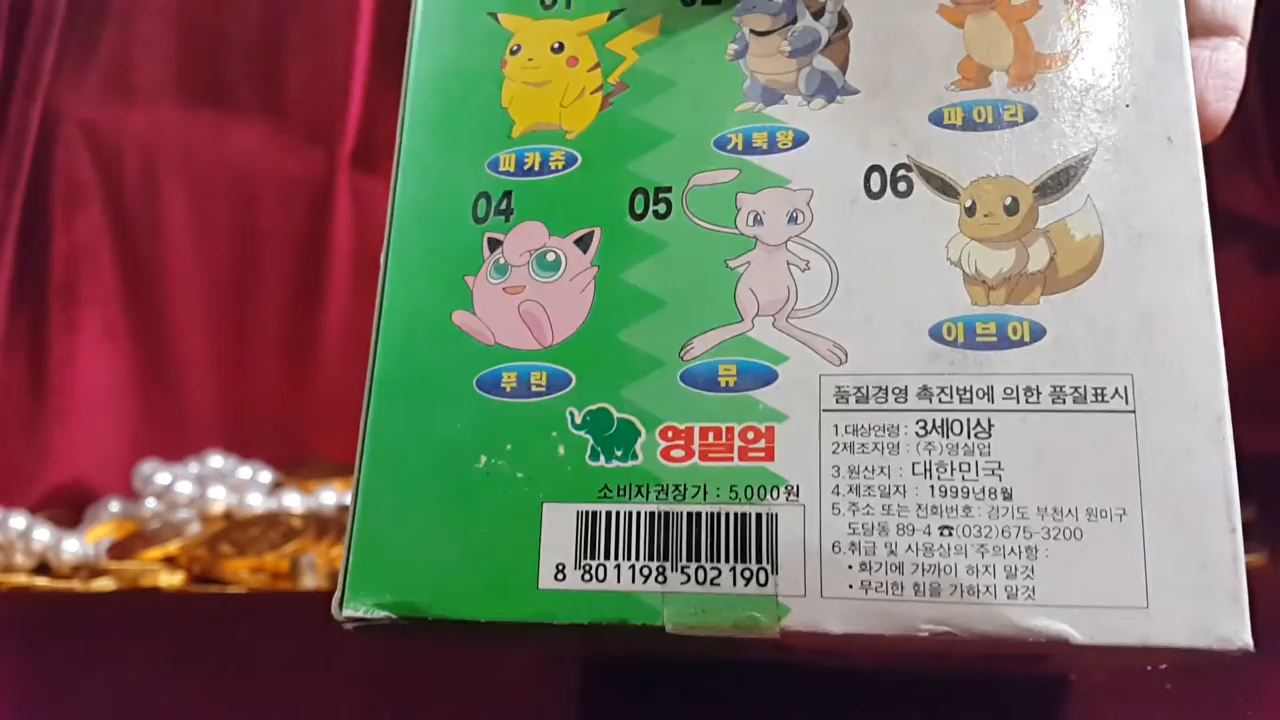 01
02
피카츄
거북왕
파이리
04
05
06
푸린
뮤
이브이
영실업
소비자권장가 : 5,000원
8 801198 502190
품질경영 촉진법에 의한 품질표시
1.대상연령 : 3세이상
2제조자명 : (주)영실업
3.원산지 : 대한민국
4.제조일자 : 1999년8월
5.주소 또는 전화번호 : 경기도 부천시 원미구
도당동 89-4 ☎(032)675-3200
6.취급 및 사용상의 주의사항 :
• 화기에 가까이 하지 말것
• 무리한 힘을 가하지 말것